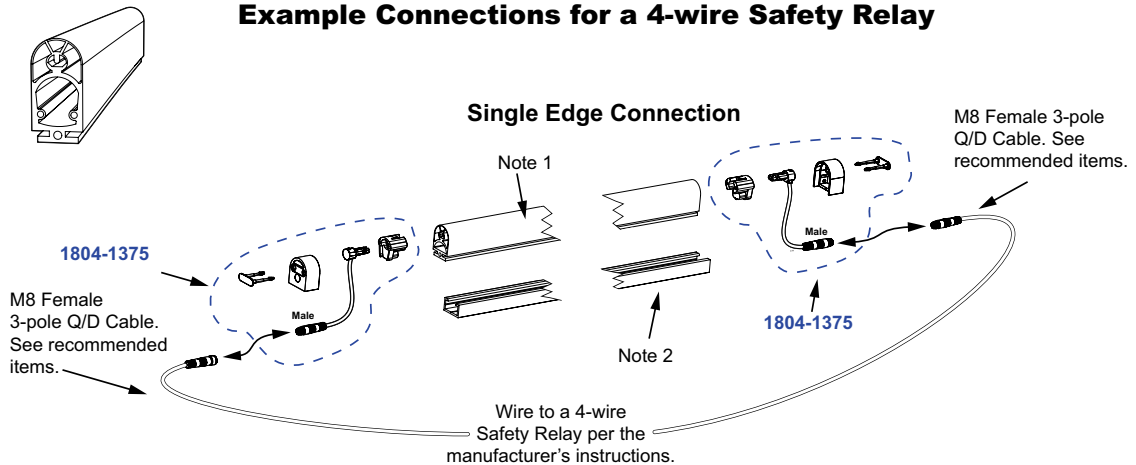 Example Connections for a 4-wire Safety Relay
Single Edge Connection
M8 Female 3-pole
Q/D Cable. See
recommended items.
Note 1
Male
1804-1375
M8 Female
3-pole Q/D Cable.
See recommended
items.
Male
1804-1375
Note 2
Wire to a 4-wire
Safety Relay per the
manufacturer's instructions.